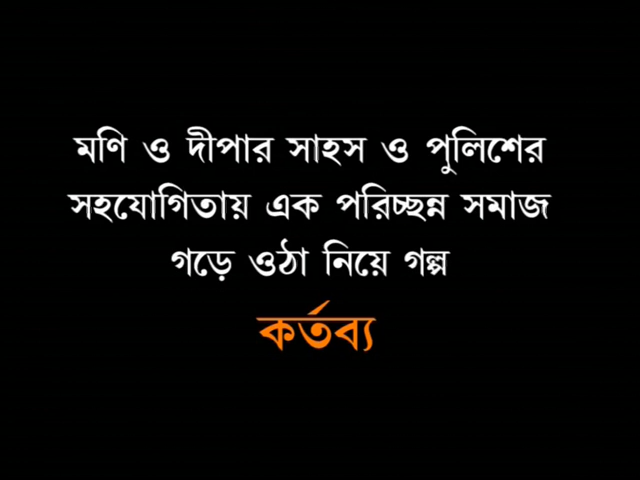 মণি ও দীপার সাহস ও পুলিশের
সহযোগিতায় এক পরিচ্ছন্ন সমাজ
গড়ে ওঠা নিয়ে গল্প
কর্তব্য